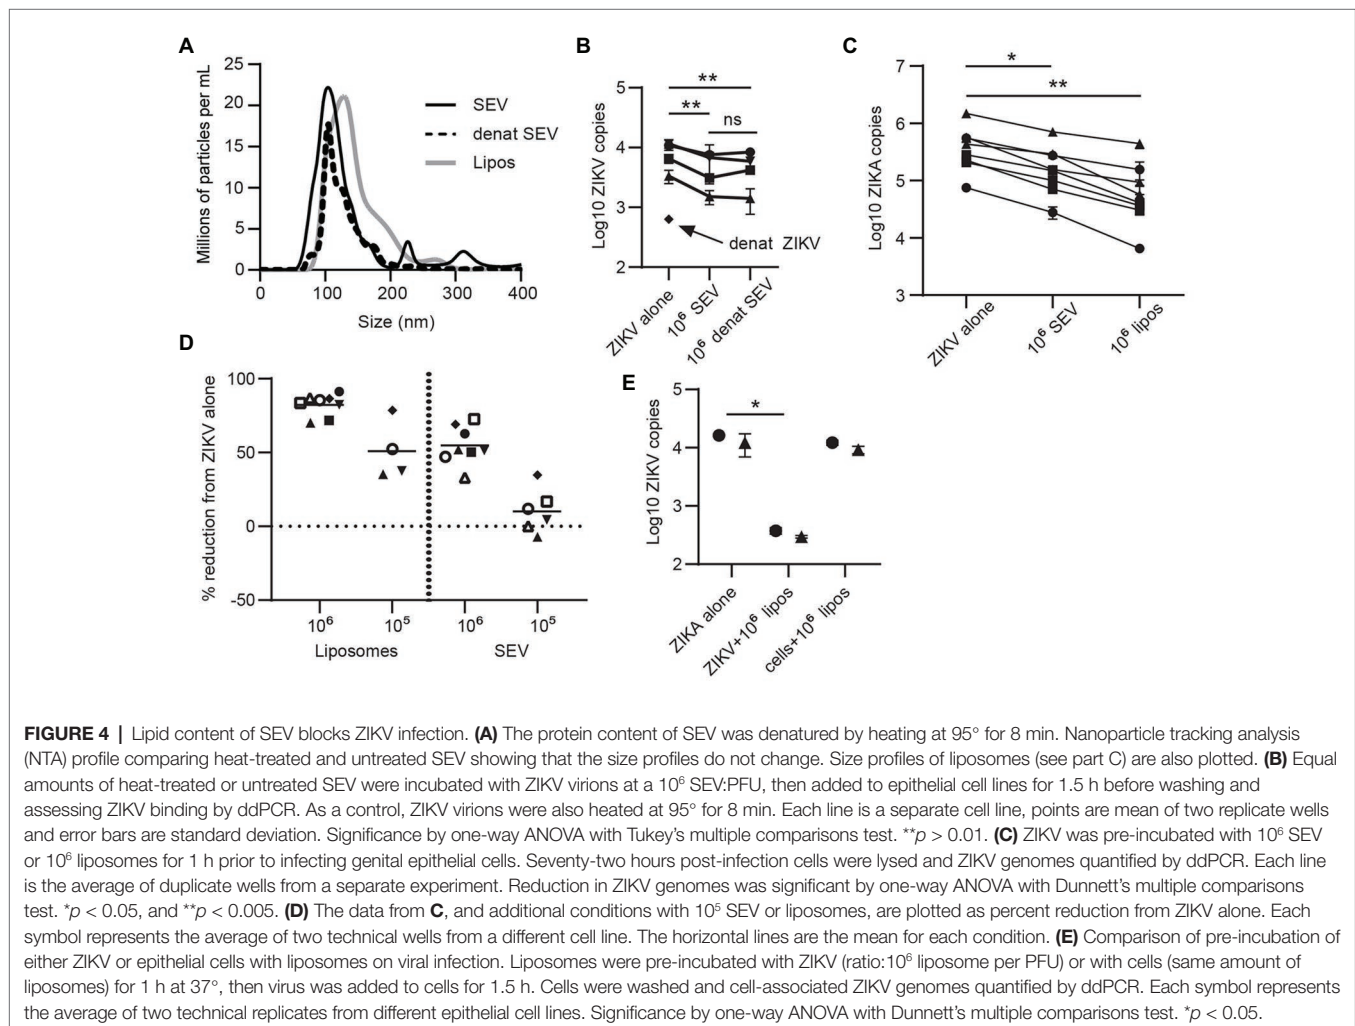 A
25
20
15
10
5
0
Millions of particles per mL
0
100
200
300
400
Size (nm)
SEV
denat SEV
Lipos
B
5
4
3
2
Log10 ZIKV copies
**
**
ns
denat ZIKV
ZIKV alone
10⁶ SEV
10⁶ denat SEV
C
7
6
5
4
3
Log10 ZIKA copies
*
**
ZIKV alone
10⁶ SEV
10⁶ lipos
D
100
50
0
-50
% reduction from ZIKV alone
10⁶
10⁵
10⁶
10⁵
Liposomes
SEV
E
5
4
3
2
Log10 ZIKV copies
*
ZIKA alone
ZIKV+10⁶ lipos
cells+10⁶ lipos
FIGURE 4 | Lipid content of SEV blocks ZIKV infection. (A) The protein content of SEV was denatured by heating at 95° for 8 min. Nanoparticle tracking analysis
(NTA) profile comparing heat-treated and untreated SEV showing that the size profiles do not change. Size profiles of liposomes (see part C) are also plotted. (B) Equal
amounts of heat-treated or untreated SEV were incubated with ZIKV virions at a 10⁶ SEV:PFU, then added to epithelial cell lines for 1.5 h before washing and
assessing ZIKV binding by ddPCR. As a control, ZIKV virions were also heated at 95° for 8 min. Each line is a separate cell line, points are mean of two replicate wells
and error bars are standard deviation. Significance by one-way ANOVA with Tukey's multiple comparisons test. **p > 0.01. (C) ZIKV was pre-incubated with 10⁶ SEV
or 10⁶ liposomes for 1 h prior to infecting genital epithelial cells. Seventy-two hours post-infection cells were lysed and ZIKV genomes quantified by ddPCR. Each line
is the average of duplicate wells from a separate experiment. Reduction in ZIKV genomes was significant by one-way ANOVA with Dunnett's multiple comparisons
test. *p < 0.05, and **p < 0.005. (D) The data from C, and additional conditions with 10⁵ SEV or liposomes, are plotted as percent reduction from ZIKV alone. Each
symbol represents the average of two technical wells from a different cell line. The horizontal lines are the mean for each condition. (E) Comparison of pre-incubation of
either ZIKV or epithelial cells with liposomes on viral infection. Liposomes were pre-incubated with ZIKV (ratio:10⁶ liposome per PFU) or with cells (same amount of
liposomes) for 1 h at 37°, then virus was added to cells for 1.5 h. Cells were washed and cell-associated ZIKV genomes quantified by ddPCR. Each symbol represents
the average of two technical replicates from different epithelial cell lines. Significance by one-way ANOVA with Dunnett's multiple comparisons test. *p < 0.05.